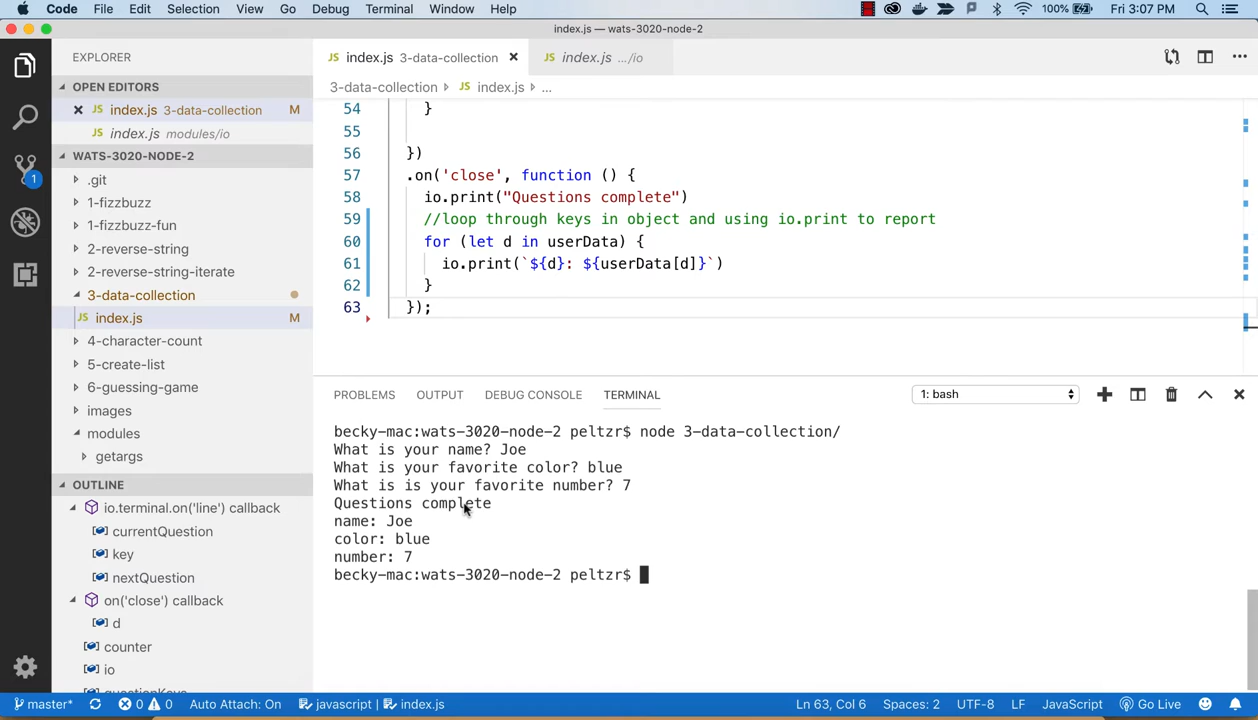 Code File Edit Selection View Go Debug Terminal Window Help 100% Fri 3:07 PM
index.js — wats-3020-node-2
EXPLORER
OPEN EDITORS
JS index.js 3-data-collection M
JS index.js modules/io
WATS-3020-NODE-2
.git
1-fizzbuzz
1-fizzbuzz-fun
2-reverse-string
2-reverse-string-iterate
3-data-collection
JS index.js M
4-character-count
5-create-list
6-guessing-game
images
modules
getargs
OUTLINE
io.terminal.on('line') callback
currentQuestion
key
nextQuestion
on('close') callback
d
counter
io
JS index.js 3-data-collection JS index.js .../io
3-data-collection JS index.js ...
54 }
55
56 })
57 .on('close', function () {
58 io.print("Questions complete")
59 //loop through keys in object and using io.print to report
60 for (let d in userData) {
61 io.print(`${d}: ${userData[d]}`)
62 }
63 });
PROBLEMS OUTPUT DEBUG CONSOLE TERMINAL 1: bash
becky-mac:wats-3020-node-2 peltzr$ node 3-data-collection/
What is your name? Joe
What is your favorite color? blue
What is is your favorite number? 7
Questions complete
name: Joe
color: blue
number: 7
becky-mac:wats-3020-node-2 peltzr$
1
master* 0 0 Auto Attach: On javascript | index.js Ln 63, Col 6 Spaces: 2 UTF-8 LF JavaScript Go Live